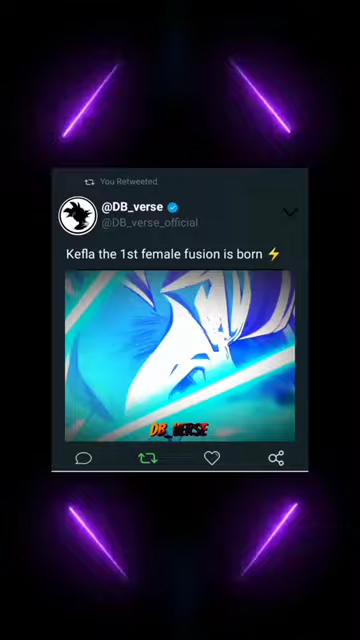 You Retweeted
@DB_verse
@DB_verse_official
Kefla the 1st female fusion is born ⚡
DB_VERSE